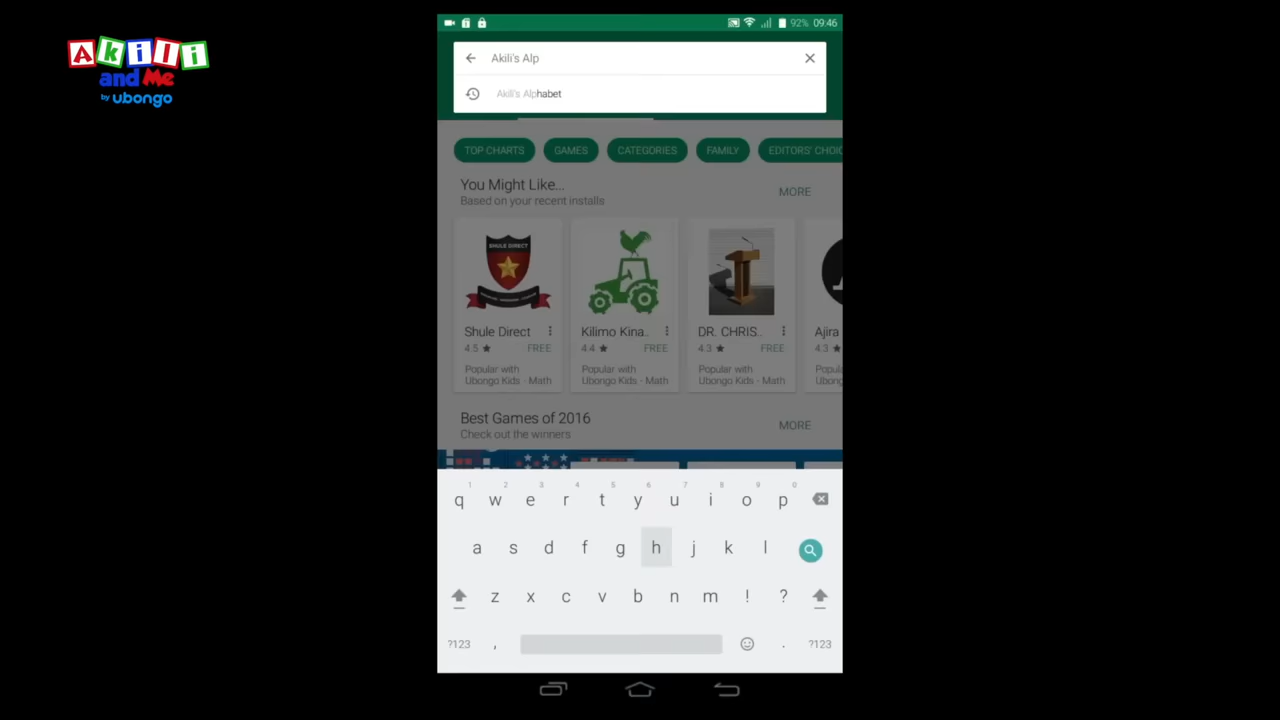 Akili
and Me
by ubongo
92% 09:46
Akili's Alp
Akili's Alphabet
TOP CHARTS GAMES CATEGORIES FAMILY EDITORS' CHOIC
You Might Like...
Based on your recent installs
MORE
SHULE DIRECT
Shule Direct Kilimo Kina.. DR. CHRIS.. Ajira
4.5 ★ FREE 4.4 ★ FREE 4.3 ★ FREE 4.3 ★
Popular with Popular with Popular with Popul
Ubongo Kids - Math Ubongo Kids - Math Ubongo Kids - Math Ubon
Best Games of 2016
Check out the winners
MORE
1 2 3 4 5 6 7 8 9 0
q w e r t y u i o p
a s d f g h j k l
z x c v b n m ! ?
?123 , . ?123